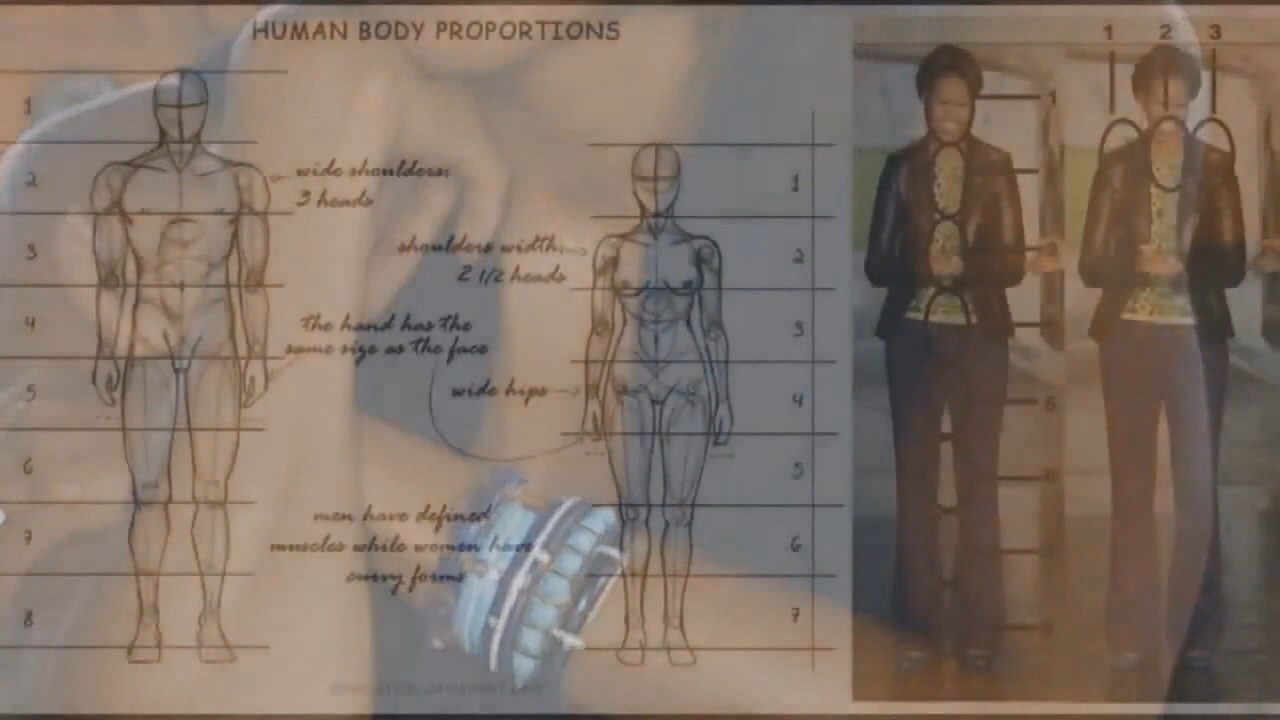 HUMAN BODY PROPORTIONS
1 2 3
1
2
3
4
5
6
7
8
wide shoulders:
3 heads
shoulders width:
2 1/2 heads
the hand has the
same size as the face
wide hips
men have defined
muscles while women have
curvy forms
1
2
3
4
5
6
7